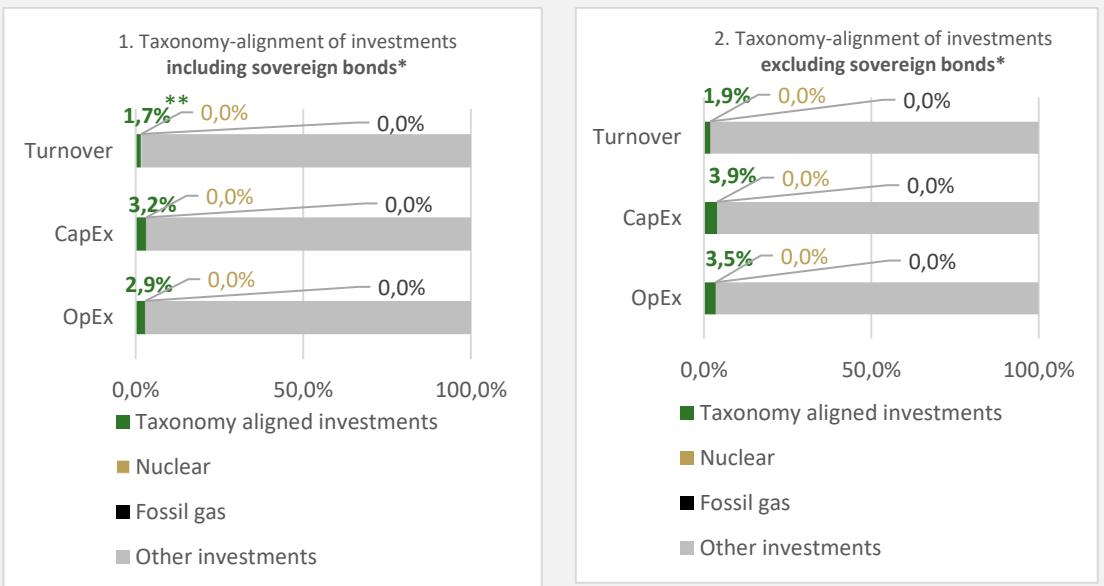 1. Taxonomy-alignment of investments
including sovereign bonds*
**
1,7%
0,0%
0,0%
Turnover
3,2%
0,0%
0,0%
CapEx
2,9%
0,0%
0,0%
OpEx
0,0%
50,0%
100,0%
Taxonomy aligned investments
Nuclear
Fossil gas
Other investments
2. Taxonomy-alignment of investments
excluding sovereign bonds*
1,9%
0,0%
0,0%
Turnover
3,9%
0,0%
0,0%
CapEx
3,5%
0,0%
0,0%
OpEx
0,0%
50,0%
100,0%
Taxonomy aligned investments
Nuclear
Fossil gas
Other investments